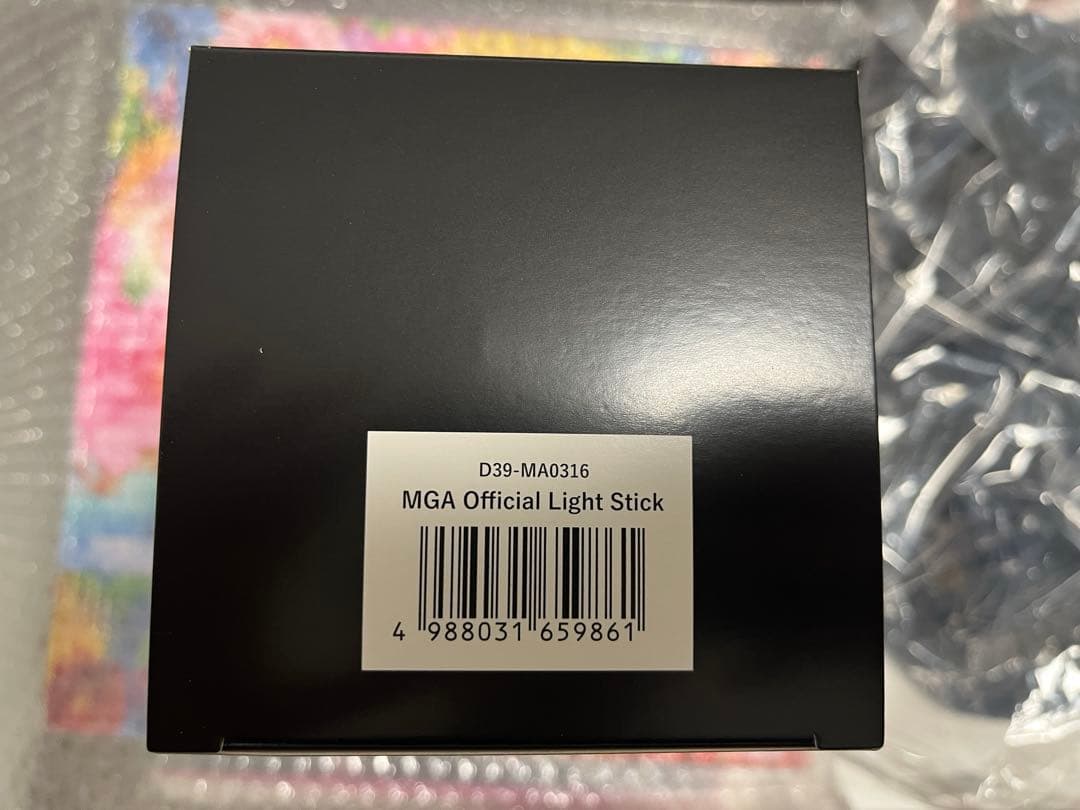 D39-MA0316
MGA Official Light Stick
4 988031 659861